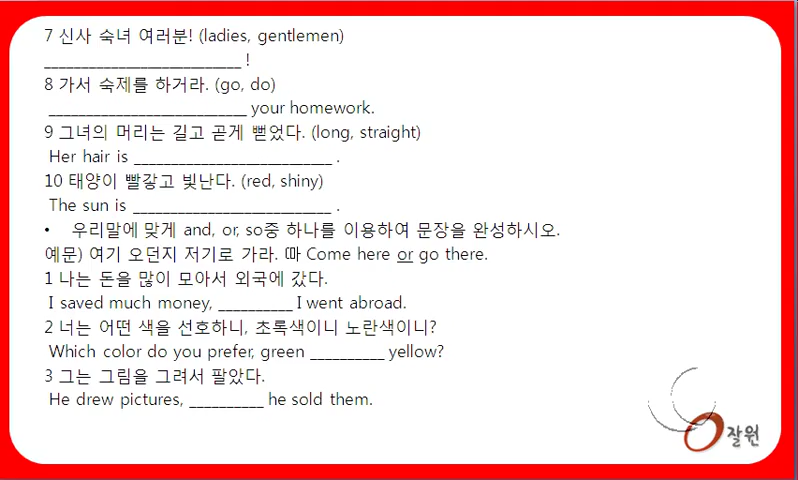 7 신사 숙녀 여러분! (ladies, gentlemen)
__________________________ !
8 가서 숙제를 하거라. (go, do)
__________________________ your homework.
9 그녀의 머리는 길고 곧게 뻗었다. (long, straight)
Her hair is __________________________ .
10 태양이 빨갛고 빛난다. (red, shiny)
The sun is __________________________ .
• 우리말에 맞게 and, or, so중 하나를 이용하여 문장을 완성하시오.
예문) 여기 오던지 저기로 가라. 따 Come here or go there.
1 나는 돈을 많이 모아서 외국에 갔다.
I saved much money, __________ I went abroad.
2 너는 어떤 색을 선호하니, 초록색이니 노란색이니?
Which color do you prefer, green __________ yellow?
3 그는 그림을 그려서 팔았다.
He drew pictures, __________ he sold them.
잘원